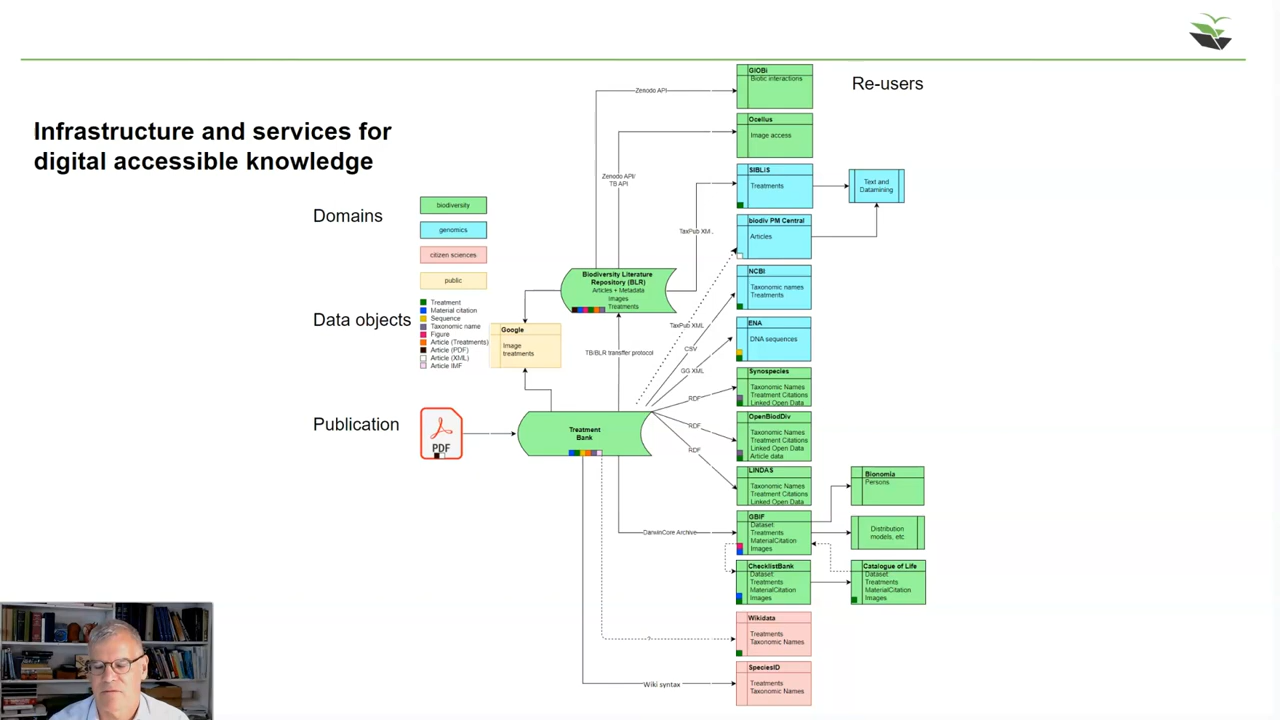 Infrastructure and services for
digital accessible knowledge
Re-users
Domains
biodiversity
genomics
citizen sciences
public
Data objects
Treatment
Material citation
Sequence
Taxonomic name
Figure
Article (Treatments)
Article (PDF)
Article (XML)
Article IMF
Publication
PDF
Google
Image
treatments
Biodiversity Literature
Repository (BLR)
Articles + Metadata
Images
Treatments
Treatment
Bank
TB/BLR transfer protocol
Zenodo API
Zenodo API/
TB API
TaxPub XM
TaxPub XML
CSV
GG XML
RDF
RDF
RDF
DarwinCore Archive
?
Wiki syntax
GlOBi
Biotic interactions
Ocellus
Image access
SIBLiS
Treatments
Text and
Datamining
biodiv PM Central
Articles
NCBI
Taxonomic names
Treatments
ENA
DNA sequences
Synospecies
Taxonomic Names
Treatment Citations
Linked Open Data
OpenBiodDiv
Taxonomic Names
Treatment Citations
Linked Open Data
Article data
LINDAS
Taxonomic Names
Treatment Citations
Linked Open Data
GBIF
Dataset:
Treatments
MaterialCitation
Images
Bionomia
Persons
Distribution
models, etc
ChecklistBank
Dataset:
Treatments
MaterialCitation
Images
Catalogue of Life
Dataset:
Treatments
MaterialCitation
Images
Wikidata
Treatments
Taxonomic Names
SpeciesID
Treatments
Taxonomic Names